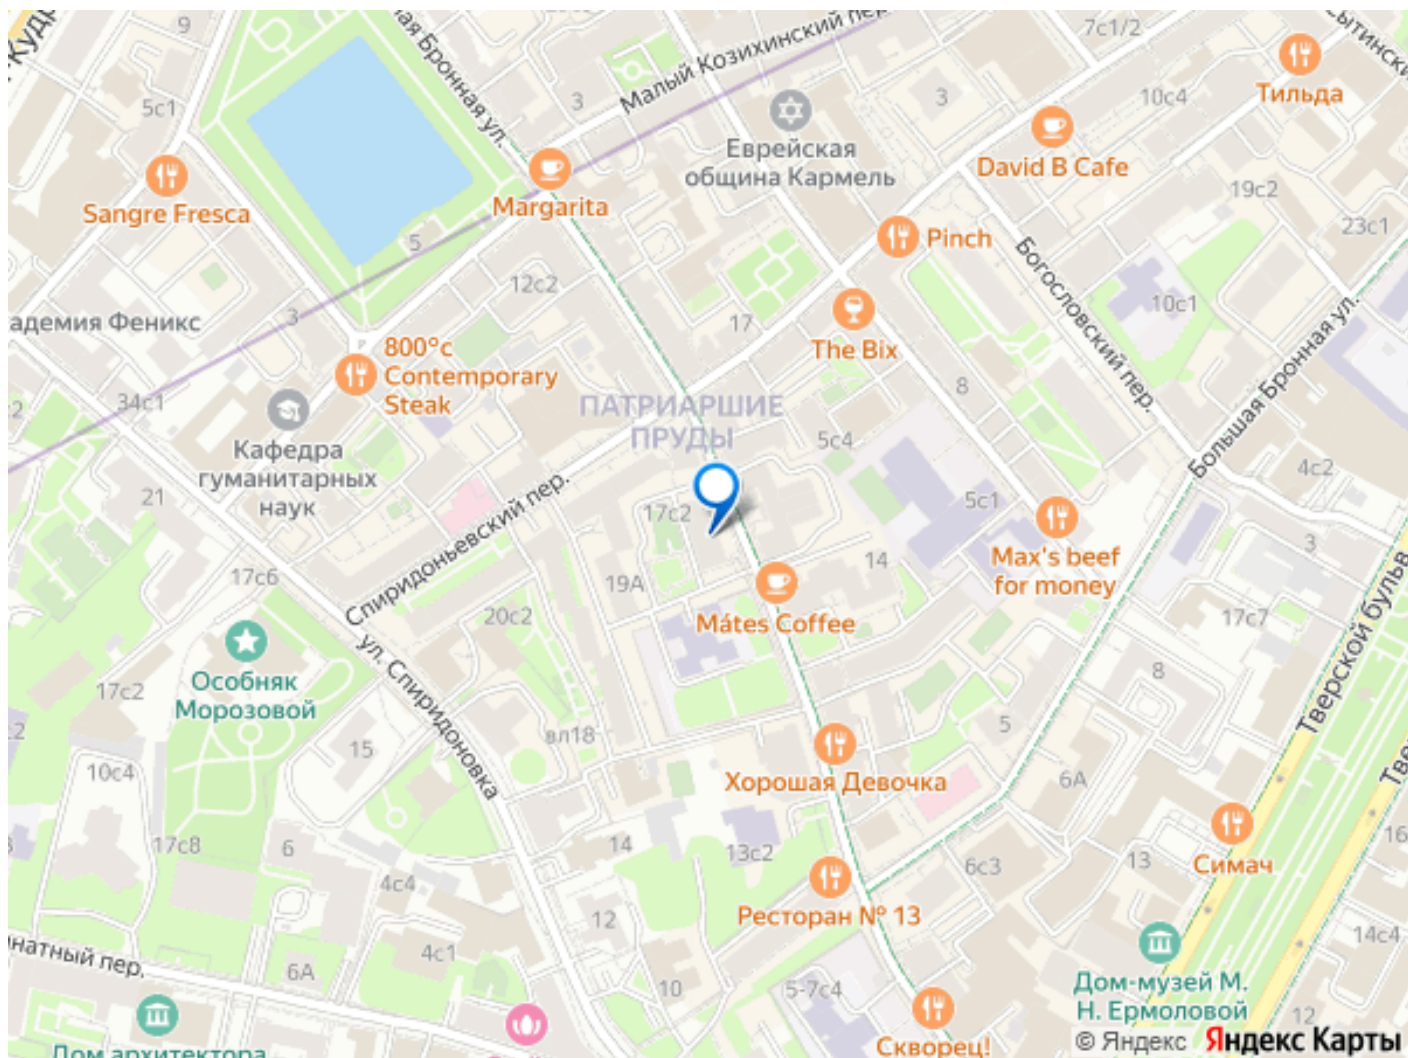 9
7с1/2
Сытински
Тильда
5с1
ная Бронная ул.
3
Малый Козихинский пер
3
10с4
David B Cafe
Еврейская
община Кармель
19с2
23с1
Sangre Fresca
Margarita
5
Pinch
12с2
Богословский пер.
10с1
адемия Феникс
3
17
The Bix
800°c
Contemporary
Steak
34с1
8
ПАТРИАРШИЕ
ПРУДЫ
5с4
Большая Бронная ул.
4с2
Кафедра
гуманитарных
наук
21
Спиридоньевский пер.
17с2
5с1
Max's beef
for money
3
17с6
19А
14
Mátes Coffee
20с2
17с7
Тверской бульв
Особняк
Морозовой
17с2
ул. Спиридоновка
8
вл18
15
5
10с4
Хорошая Девочка
6А
17с8
6
14
13с2
6с3
13
Симач
16
4с4
Ресторан № 13
12
4с1
14с4
натный пер.
6А
10
5-7с4
Дом-музей М.
Н. Ермоловой
12
Дом архитектора
Скворец!
© Яндекс Яндекс Карты